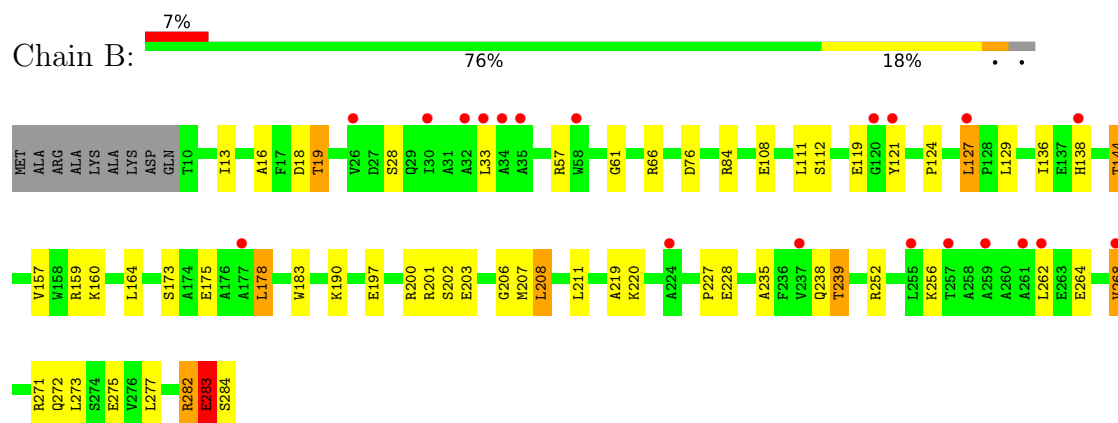 7%
Chain B:
76% 18% . .
MET ALA ARG ALA LYS ALA LYS ASP GLN T10 I13 A16 F17 D18 T19 V26 D27 S28 Q29 I30 A31 A32 L33 A34 A35 R57 W58 G61 R66 D76 R84 E108 L111 S112 E119 G120 Y121 P124 L127 P128 L129 I136 E137 H138 T144
V157 W158 R159 K160 L164 S173 A174 E175 A176 A177 L178 W183 K190 E197 R200 R201 S202 E203 G206 M207 L208 L211 A219 K220 A224 P227 E228 A235 F236 V237 Q238 T239 R252 L255 K256 T257 A258 A259 A260 A261 L262 E263 E264 V268
R271 Q272 L273 S274 E275 V276 L277 R282 E283 S284